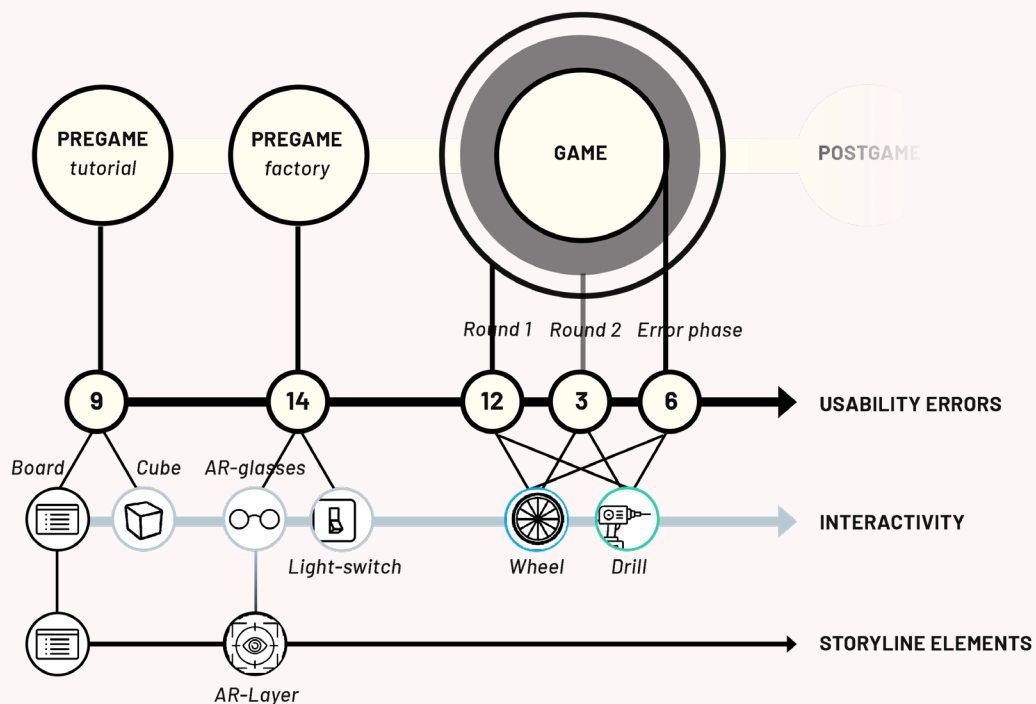 PREGAME
tutorial
PREGAME
factory
GAME
POSTGAME
Round 1
Round 2
Error phase
9
14
12
3
6
USABILITY ERRORS
Board
Cube
AR-glasses
INTERACTIVITY
Light-switch
Wheel
Drill
STORYLINE ELEMENTS
AR-Layer